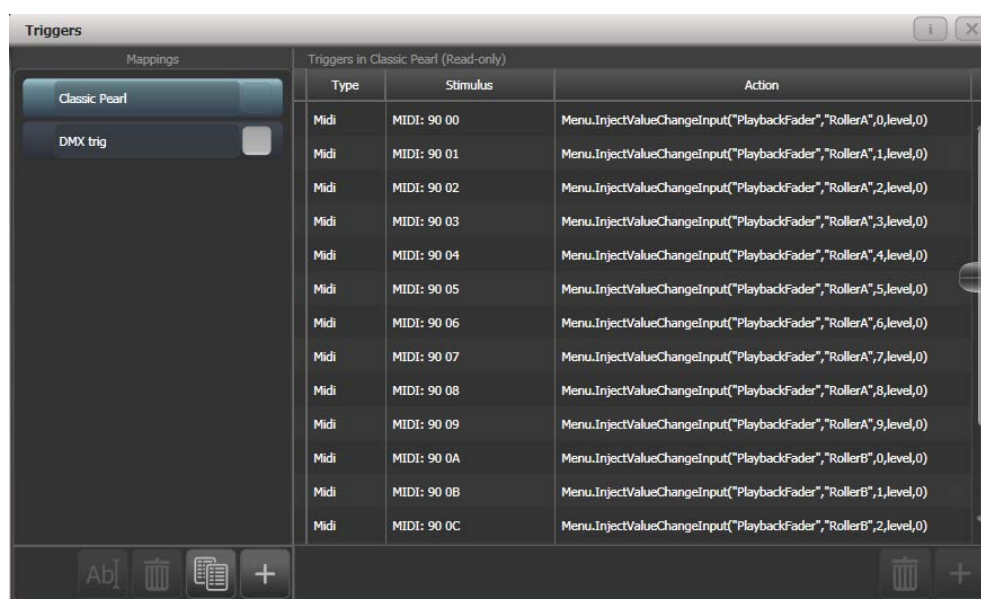 Triggers
Mappings
Triggers in Classic Pearl (Read-only)
Classic Pearl
DMX trig
Type Stimulus Action
Midi MIDI: 90 00 Menu.InjectValueChangeInput("PlaybackFader","RollerA",0,level,0)
Midi MIDI: 90 01 Menu.InjectValueChangeInput("PlaybackFader","RollerA",1,level,0)
Midi MIDI: 90 02 Menu.InjectValueChangeInput("PlaybackFader","RollerA",2,level,0)
Midi MIDI: 90 03 Menu.InjectValueChangeInput("PlaybackFader","RollerA",3,level,0)
Midi MIDI: 90 04 Menu.InjectValueChangeInput("PlaybackFader","RollerA",4,level,0)
Midi MIDI: 90 05 Menu.InjectValueChangeInput("PlaybackFader","RollerA",5,level,0)
Midi MIDI: 90 06 Menu.InjectValueChangeInput("PlaybackFader","RollerA",6,level,0)
Midi MIDI: 90 07 Menu.InjectValueChangeInput("PlaybackFader","RollerA",7,level,0)
Midi MIDI: 90 08 Menu.InjectValueChangeInput("PlaybackFader","RollerA",8,level,0)
Midi MIDI: 90 09 Menu.InjectValueChangeInput("PlaybackFader","RollerA",9,level,0)
Midi MIDI: 90 0A Menu.InjectValueChangeInput("PlaybackFader","RollerB",0,level,0)
Midi MIDI: 90 0B Menu.InjectValueChangeInput("PlaybackFader","RollerB",1,level,0)
Midi MIDI: 90 0C Menu.InjectValueChangeInput("PlaybackFader","RollerB",2,level,0)
Ab